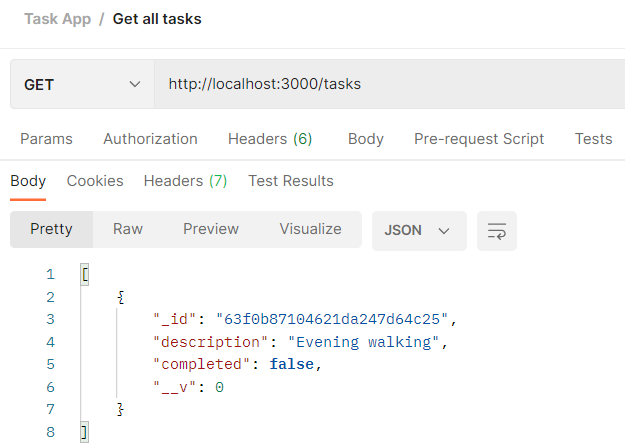 Task App / Get all tasks
GET http://localhost:3000/tasks
Params Authorization Headers (6) Body Pre-request Script Tests
Body Cookies Headers (7) Test Results
Pretty Raw Preview Visualize JSON
1 [
2 {
3 "_id": "63f0b87104621da247d64c25",
4 "description": "Evening walking",
5 "completed": false,
6 "__v": 0
7 }
8 ]